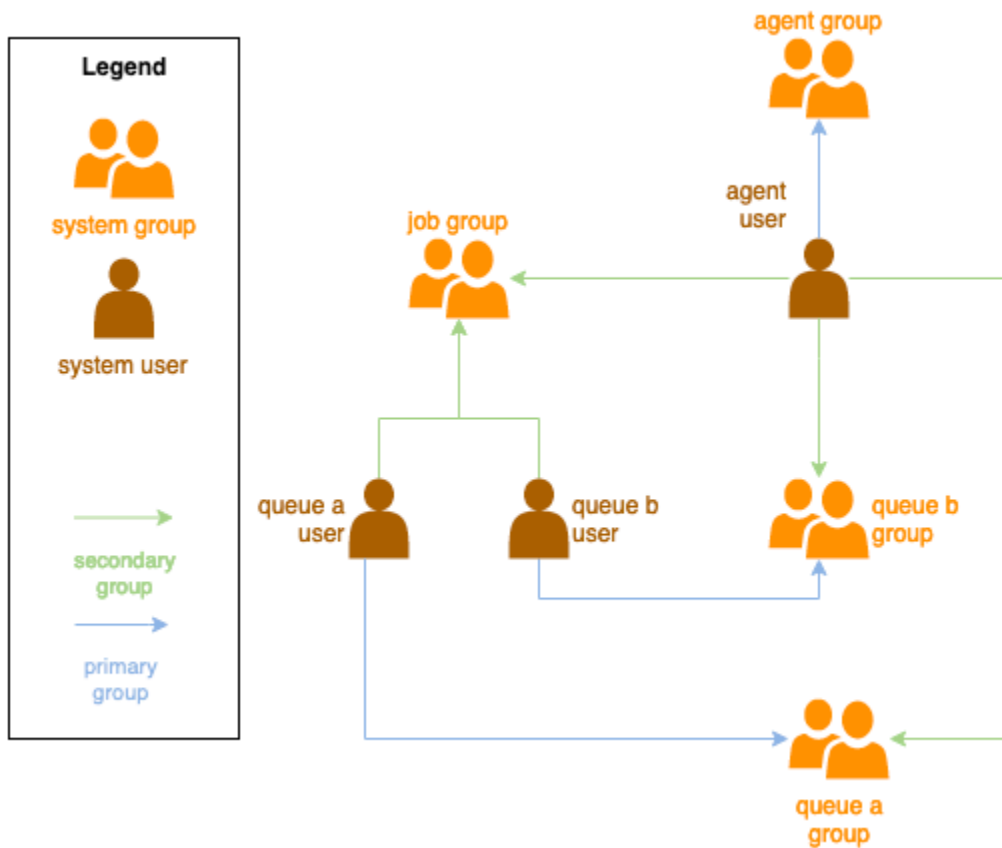 Legend
system group
system user
secondary
group
primary
group
agent group
agent
user
job group
queue a
user
queue b
user
queue b
group
queue a
group